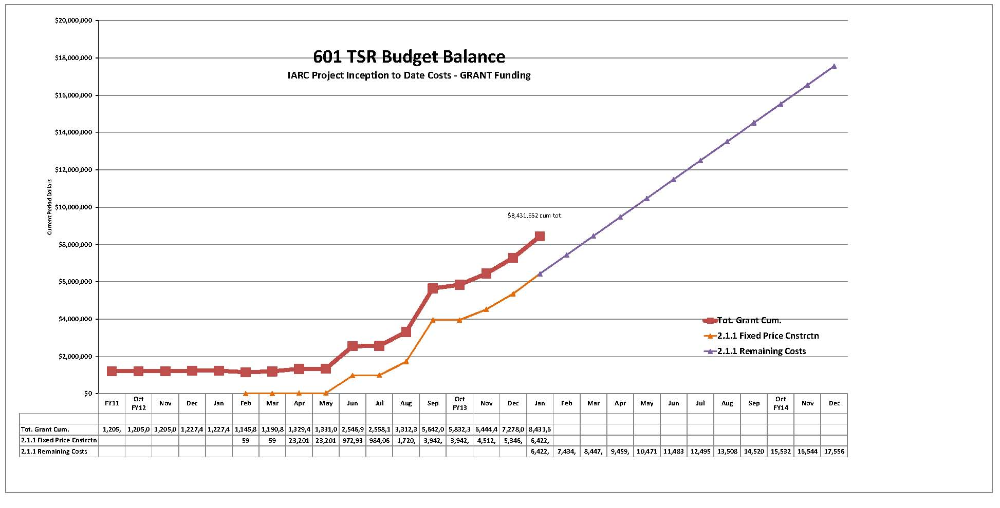 $20,000,000
$18,000,000
601 TSR Budget Balance
IARC Project Inception to Date Costs - GRANT Funding
$16,000,000
$14,000,000
$12,000,000
Current Period Dollars
$10,000,000
$8,431,652 cum tot.
$8,000,000
$6,000,000
$4,000,000
Tot. Grant Cum.
2.1.1 Fixed Price Cnstrctn
2.1.1 Remaining Costs
$2,000,000
$0
FY11 Oct FY12 Nov Dec Jan Feb Mar Apr May Jun Jul Aug Sep Oct FY13 Nov Dec Jan Feb Mar Apr May Jun Jul Aug Sep Oct FY14 Nov Dec
Tot. Grant Cum. 1,205, 1,205,0 1,205,0 1,227,4 1,227,4 1,145,8 1,190,8 1,329,4 1,331,0 2,546,9 2,558,1 3,312,3 5,642,0 5,832,3 6,444,4 7,278,0 8,431,6
2.1.1 Fixed Price Cnstrctn 59 59 23,201 23,201 972,93 984,06 1,720, 3,942, 3,942, 4,512, 5,346, 6,422,
2.1.1 Remaining Costs 6,422, 7,434, 8,447, 9,459, 10,471 11,483 12,495 13,508 14,520 15,532 16,544 17,556